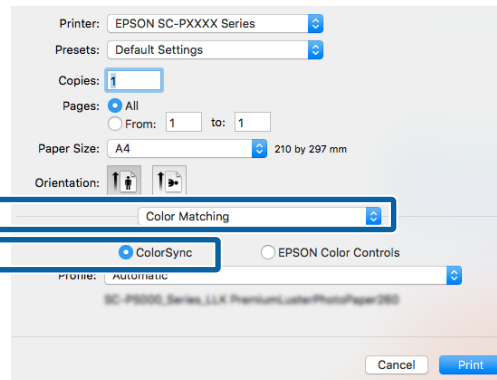 Printer: EPSON SC-PXXXX Series
Presets: Default Settings
Copies: 1
Pages: All
From: 1 to: 1
Paper Size: A4 210 by 297 mm
Orientation:
Color Matching
ColorSync EPSON Color Controls
Profile: Automatic
SC-P5000_Series_LLK PremiumLusterPhotoPaper260
Cancel Print